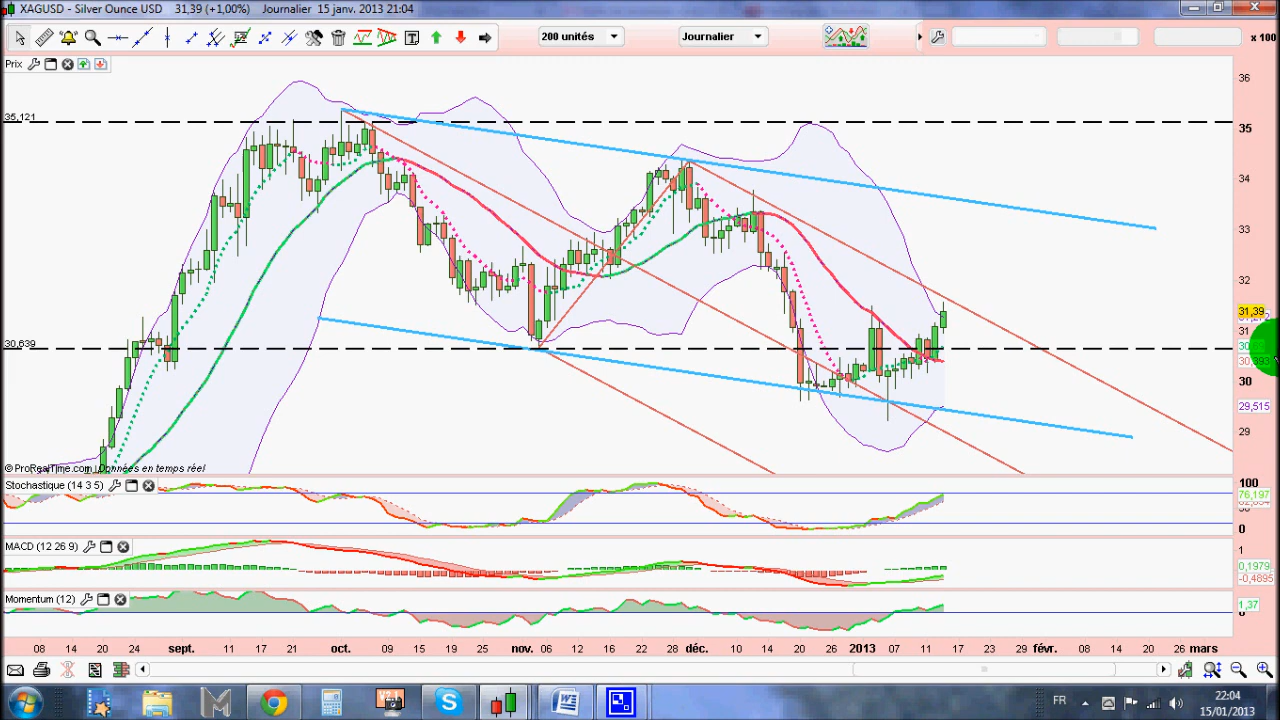 XAGUSD - Silver Ounce USD 31,39 (+1,00%) Journalier 15 janv. 2013 21:04
200 unités Journalier x 100
Prix
36
35,121
35
34
33
32
31,39
31
30,639
30
29,515
29
© ProRealTime.com Données en temps réel
Stochastique (14 3 5)
100
76,197
0
MACD (12 26 9)
1
0,1979
-0,4895
Momentum (12)
1,37
08 14 20 24 sept. 11 17 21 oct. 09 15 19 25 nov. 06 12 16 22 28 déc. 10 14 20 26 2013 07 11 17 23 29 févr. 08 14 20 26 mars
FR
22:04
15/01/2013